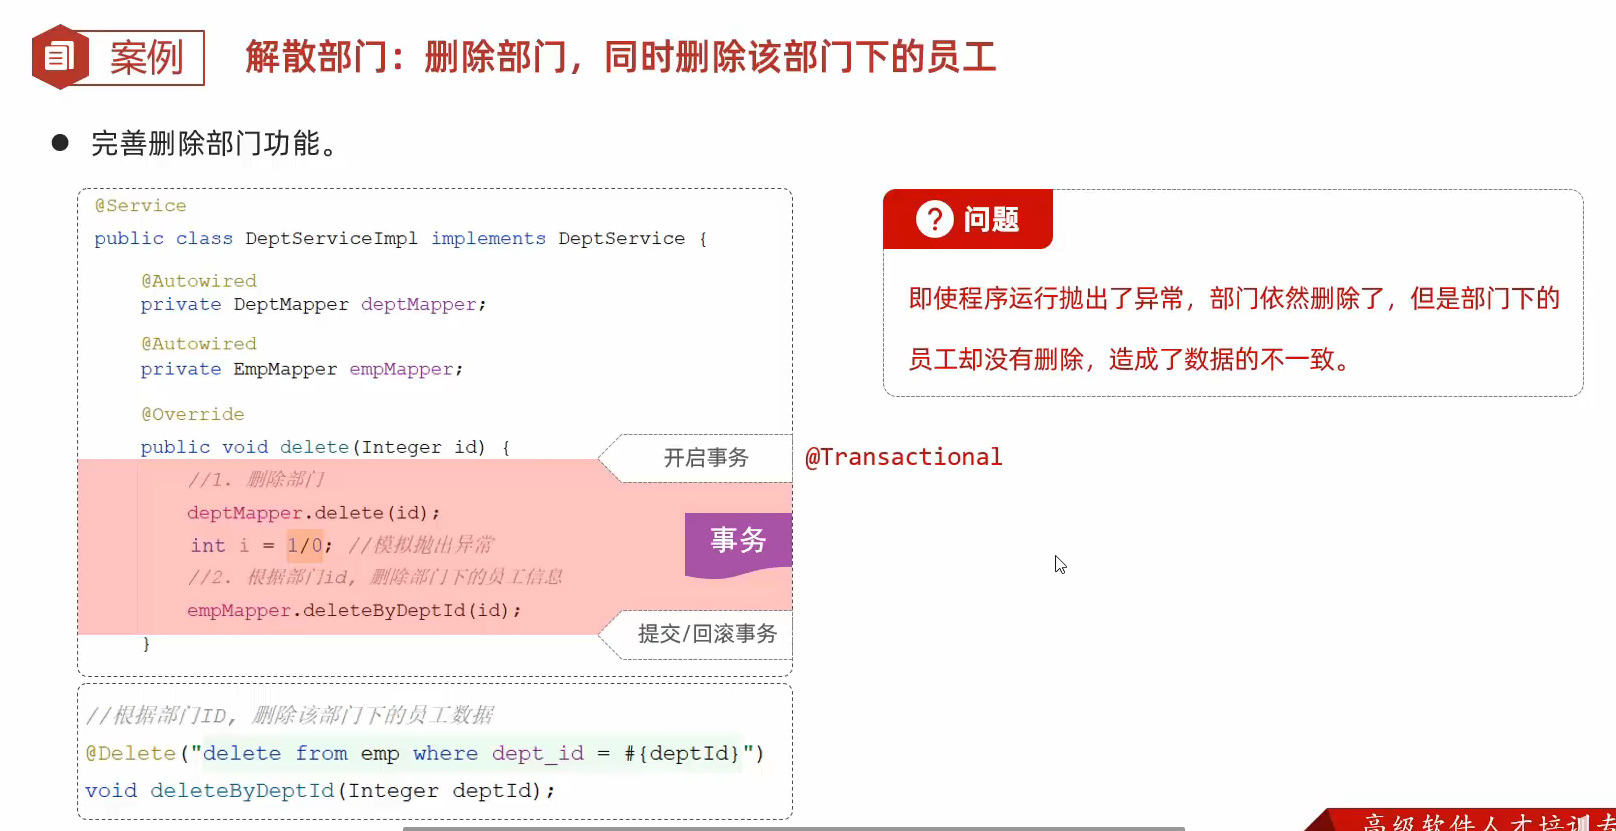 案例
解散部门：删除部门，同时删除该部门下的员工
● 完善删除部门功能。
@Service
public class DeptServiceImpl implements DeptService {
@Autowired
private DeptMapper deptMapper;
@Autowired
private EmpMapper empMapper;
@Override
public void delete(Integer id) {
//1. 删除部门
deptMapper.delete(id);
int i = 1/0; //模拟抛出异常
//2. 根据部门id, 删除部门下的员工信息
empMapper.deleteByDeptId(id);
}
开启事务
@Transactional
事务
提交/回滚事务
//根据部门ID, 删除该部门下的员工数据
@Delete("delete from emp where dept_id = #{deptId}")
void deleteByDeptId(Integer deptId);
? 问题
即使程序运行抛出了异常，部门依然删除了，但是部门下的
员工却没有删除，造成了数据的不一致。
高级软件人才培训专